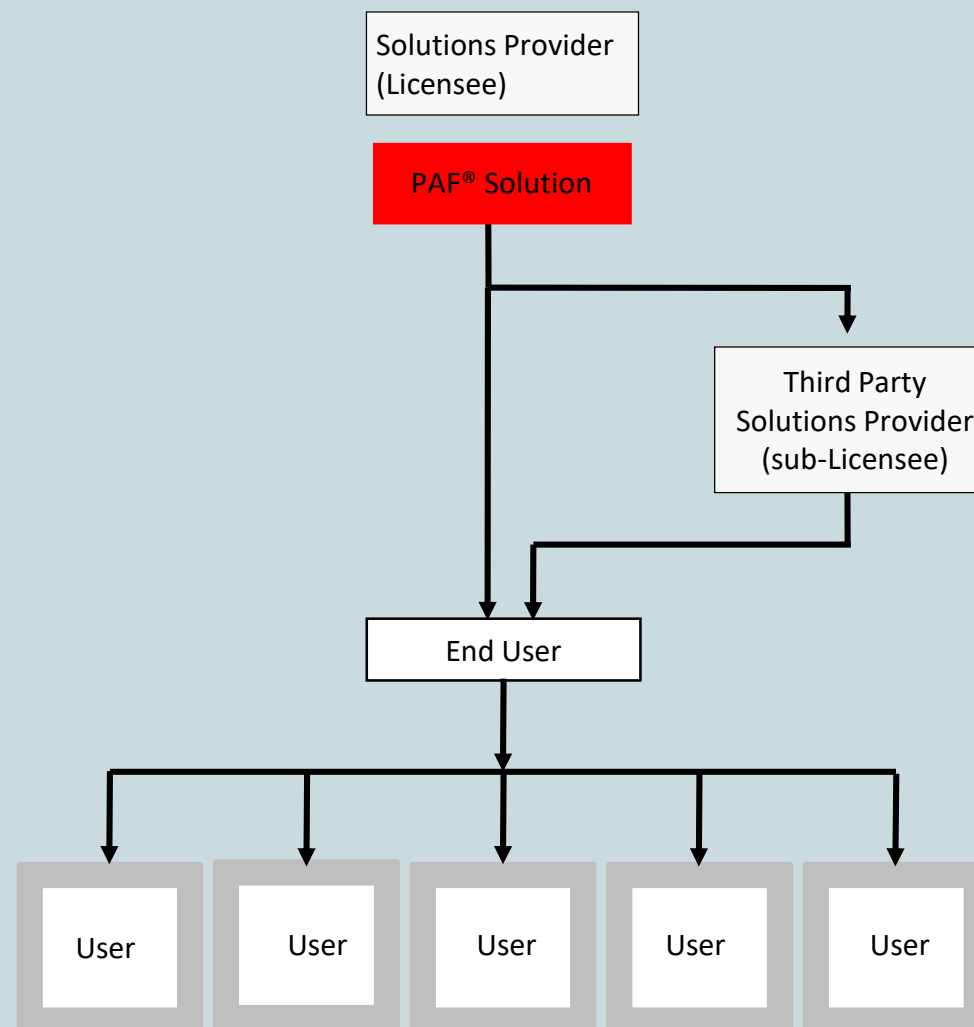 Solutions Provider
(Licensee)
PAF® Solution
Third Party
Solutions Provider
(sub-Licensee)
End User
User
User
User
User
User